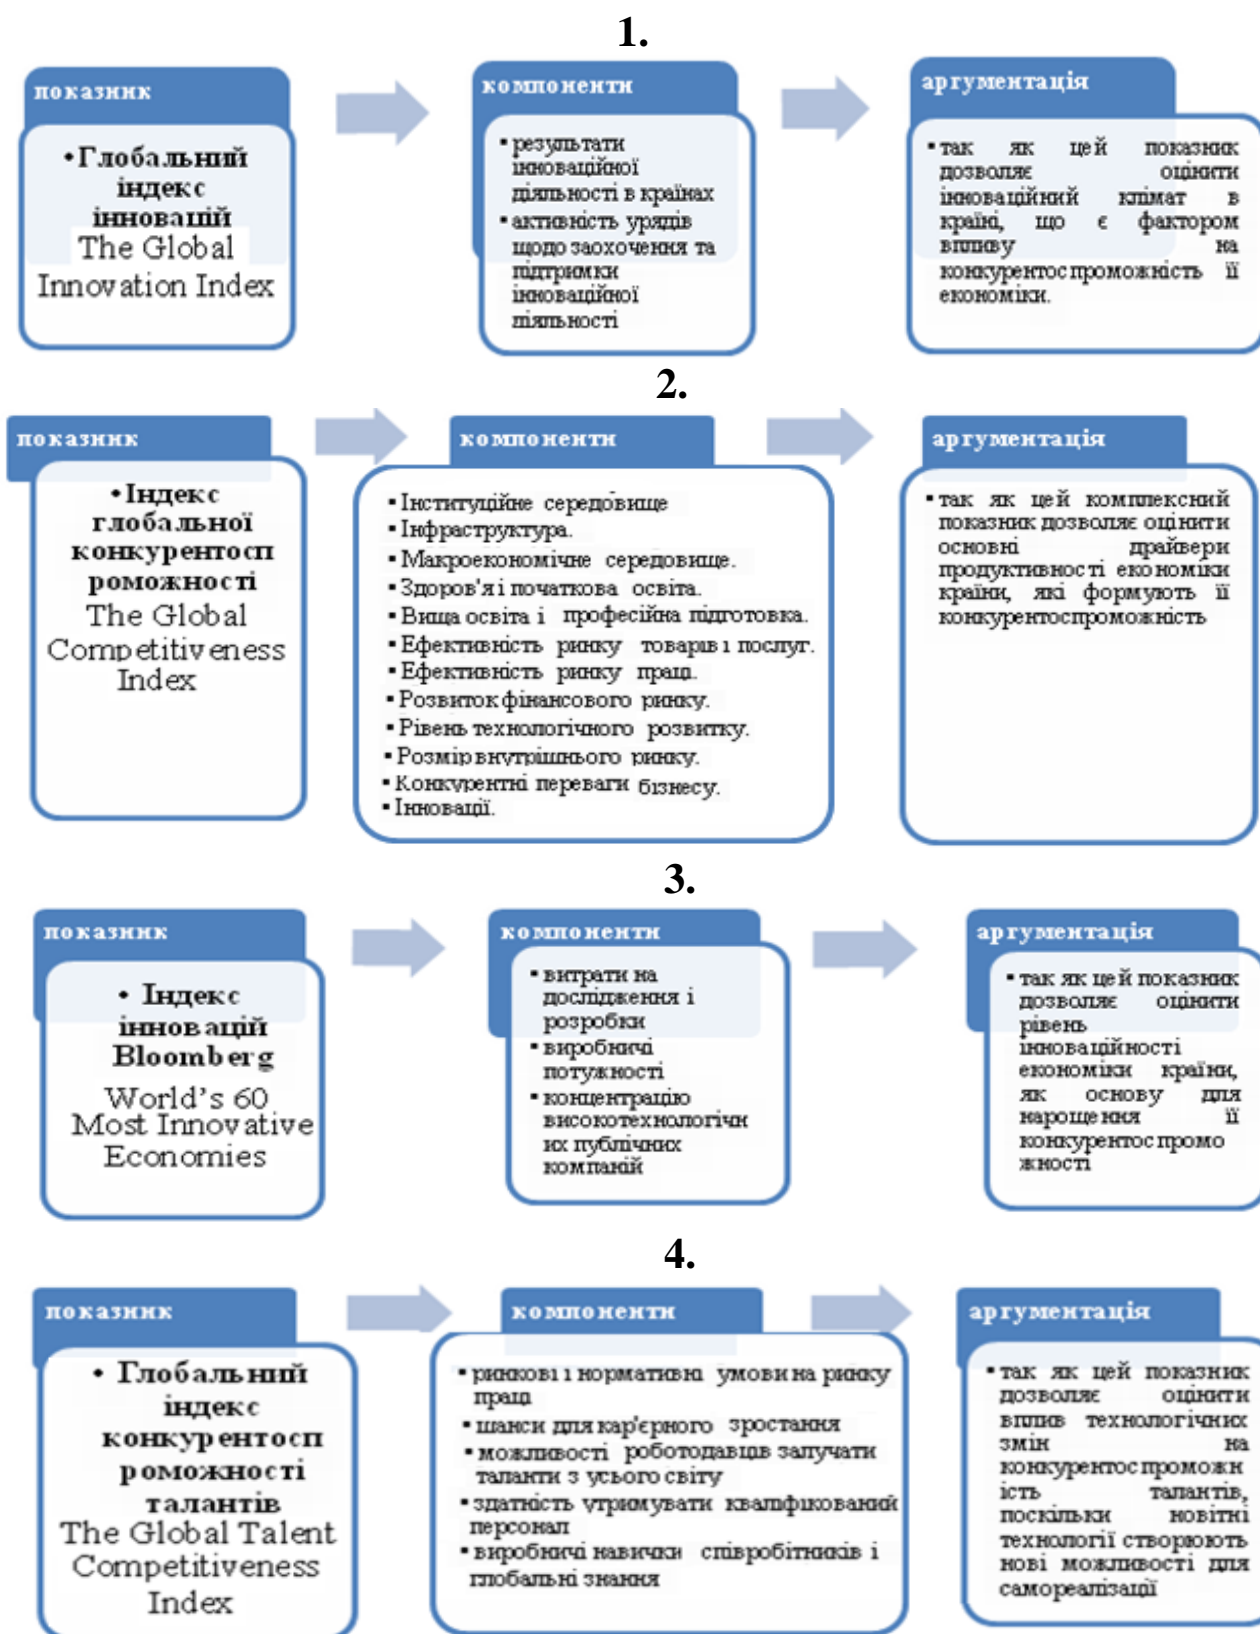 1.
показник
•Глобальний
індекс
інновацій
The Global
Innovation Index
компоненти
▪ результати
інноваційної
діяльності в країнах
▪ активність урядів
щодо заохочення та
підтримки
інноваційної
діяльності
аргументація
▪ так як цей показник
дозволяє оцінити
інноваційний клімат в
країні, що є фактором
впливу на
конкурентоспроможність її
економіки.
2.
показник
•Індекс
глобальної
конкурентосп
роможності
The Global
Competitiveness
Index
компоненти
▪ Інституційне середовище
▪ Інфраструктура.
▪ Макроекономічне середовище.
▪ Здоров'я і початкова освіта.
▪ Вища освіта і професійна підготовка.
▪ Ефективність ринку товарів і послуг.
▪ Ефективність ринку праці.
▪ Розвиток фінансового ринку.
▪ Рівень технологічного розвитку.
▪ Розмір внутрішнього ринку.
▪ Конкурентні переваги бізнесу.
▪ Інновації.
аргументація
▪ так як цей комплексний
показник дозволяє оцінити
основні драйвери
продуктивності економіки
країни, які формують її
конкурентоспроможність
3.
показник
• Індекс
інновацій
Bloomberg
World's 60
Most Innovative
Economies
компоненти
▪ витрати на
дослідження і
розробки
▪ виробничі
потужності
▪ концентрацію
високотехнологічн
их публічних
компаній
аргументація
▪ так як цей показник
дозволяє оцінити
рівень
інноваційності
економіки країни,
як основу для
нарощення її
конкурентоспромо
жності
4.
показник
• Глобальний
індекс
конкурентосп
роможності
талантів
The Global Talent
Competitiveness
Index
компоненти
▪ ринкові і нормативні умови на ринку
праці
▪ шанси для кар'єрного зростання
▪ можливості роботодавців залучати
таланти з усього світу
▪ здатність утримувати кваліфікований
персонал
▪ виробничі навички співробітників і
глобальні знання
аргументація
▪ так як цей показник
дозволяє оцінити
вплив технологічних
змін на
конкурентоспроможн
ість талантів,
поскільки новітні
технології створюють
нові можливості для
самореалізації